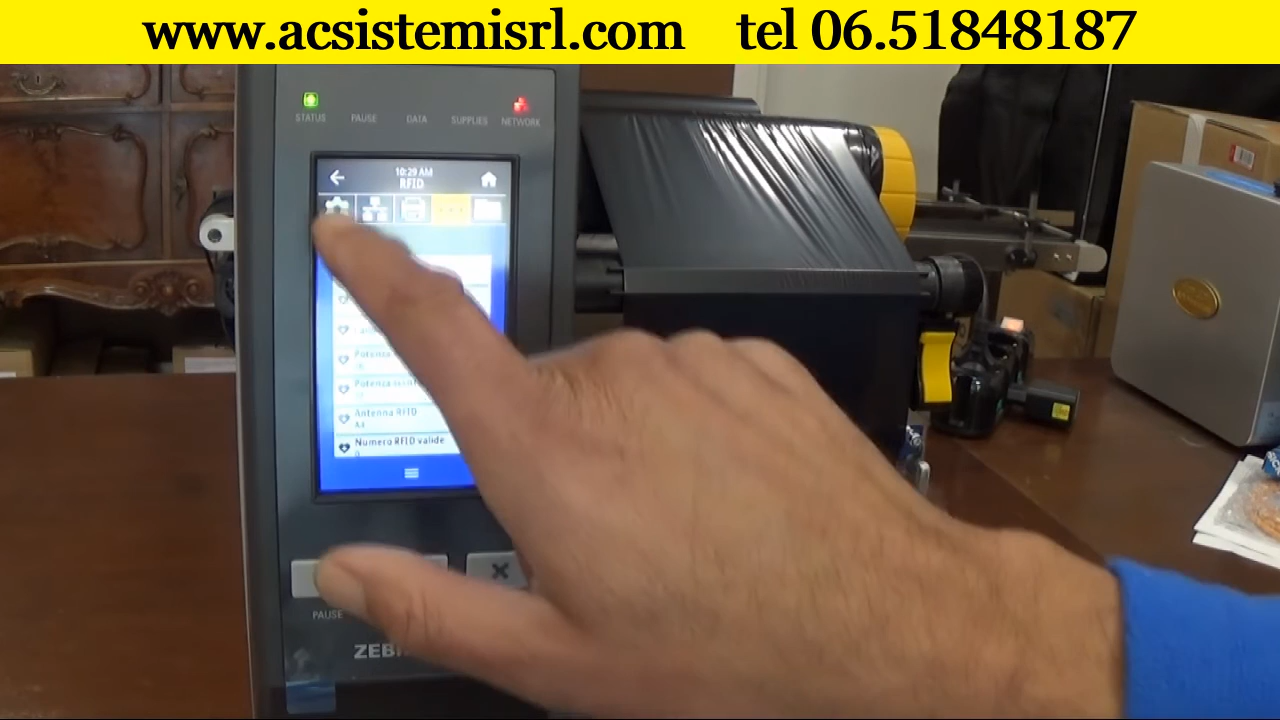 www.acsistemisrl.com tel 06.51848187
STATUS PAUSE DATA SUPPLIES NETWORK
10:29 AM
RFID
Potenza
Potenza
Antenna RFID
A4
Numero RFID valide
0
PAUSE